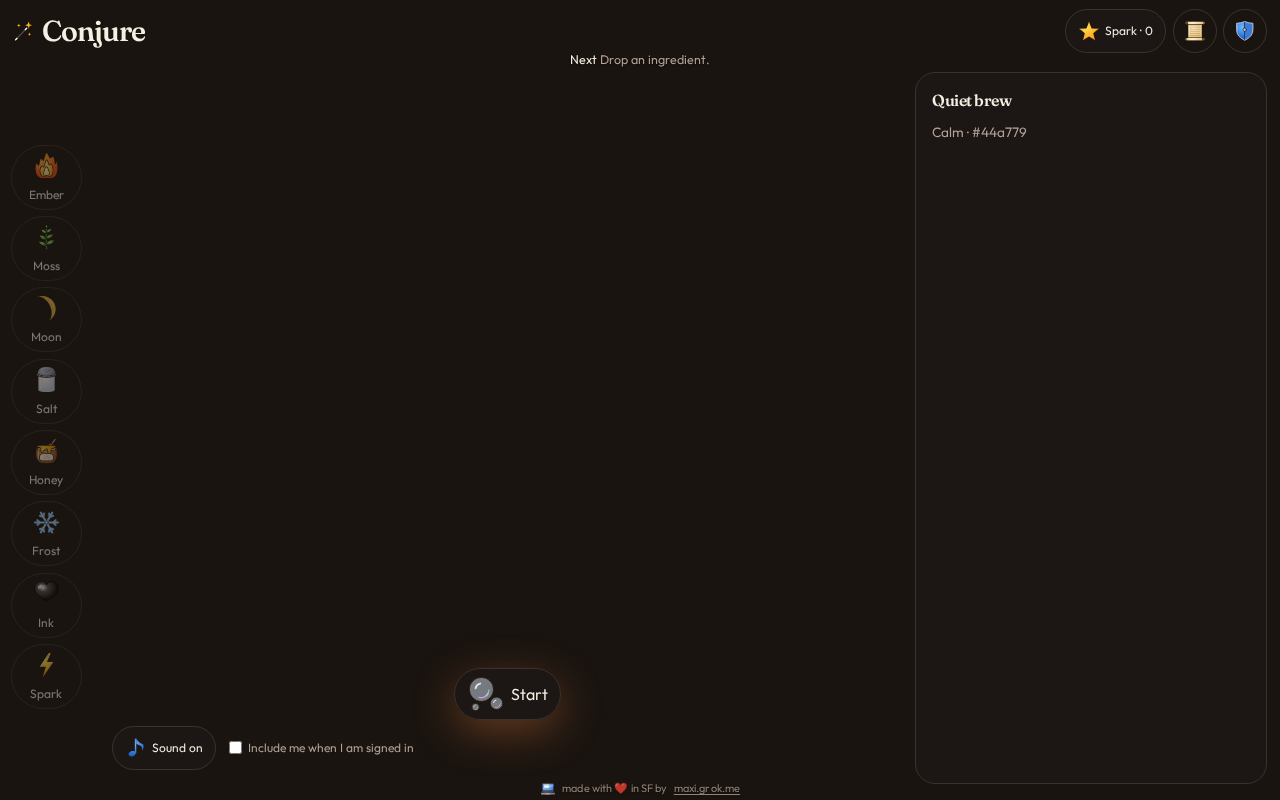 Conjure
Spark · 0
Next Drop an ingredient.
Quiet brew
Calm · #44a779
Ember
Moss
Moon
Salt
Honey
Frost
Ink
Spark
Start
Sound on
Include me when I am signed in
made with ❤️ in SF by maxi.grok.me